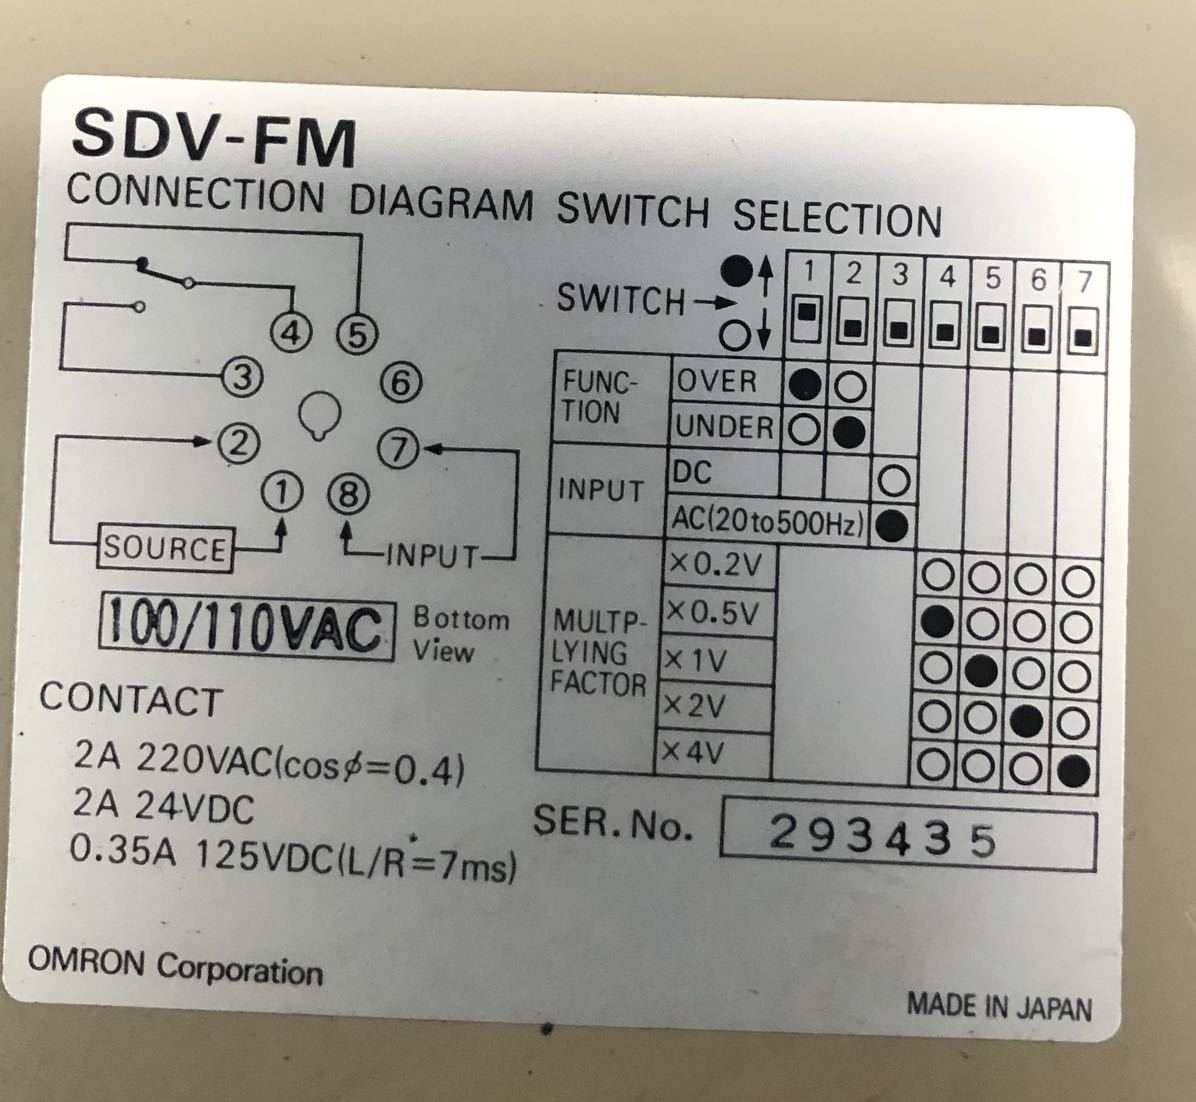 SDV-FM
CONNECTION DIAGRAM SWITCH SELECTION
④ ⑤
③ ⑥
② ⑦
① ⑧
SOURCE
INPUT
100/110VAC
Bottom
View
CONTACT
2A 220VAC(cosφ=0.4)
2A 24VDC
0.35A 125VDC(L/R=7ms)
SWITCH
1 2 3 4 5 6 7
FUNC-
TION
OVER ● ○
UNDER ○ ●
INPUT
DC ○
AC(20to500Hz) ●
MULTP-
LYING
FACTOR
×0.2V ○ ○ ○ ○
×0.5V ● ○ ○ ○
×1V ○ ● ○ ○
×2V ○ ○ ● ○
×4V ○ ○ ○ ●
SER.No. 293435
OMRON Corporation
MADE IN JAPAN